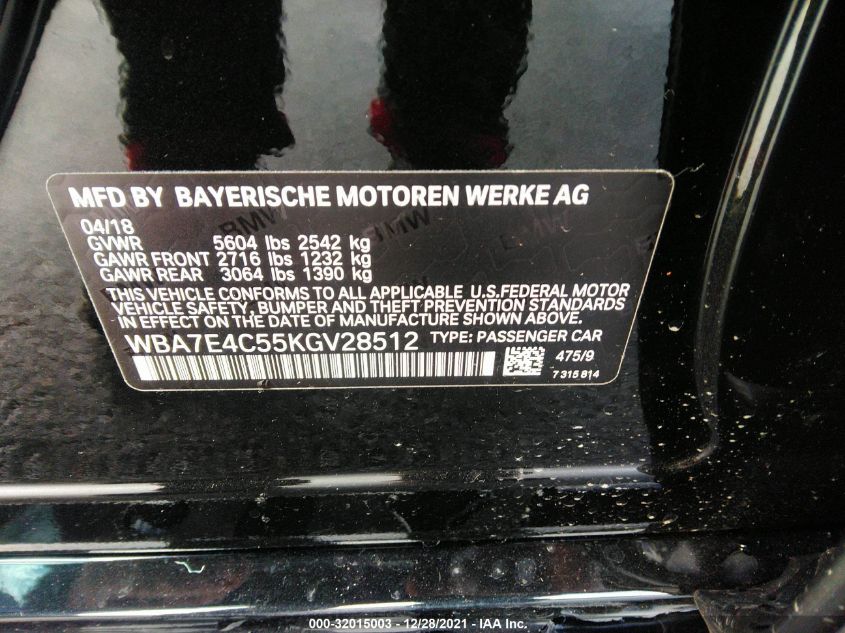 MFD BY BAYERISCHE MOTOREN WERKE AG
04/18
GVWR 5604 lbs 2542 kg
GAWR FRONT 2716 lbs 1232 kg
GAWR REAR 3064 lbs 1390 kg
THIS VEHICLE CONFORMS TO ALL APPLICABLE U.S.FEDERAL MOTOR
VEHICLE SAFETY, BUMPER AND THEFT PREVENTION STANDARDS
IN EFFECT ON THE DATE OF MANUFACTURE SHOWN ABOVE.
WBA7E4C55KGV28512 TYPE: PASSENGER CAR
475/9
7 315 814
BMW BMW BMW
000-32015003 - 12/28/2021 - IAA Inc.